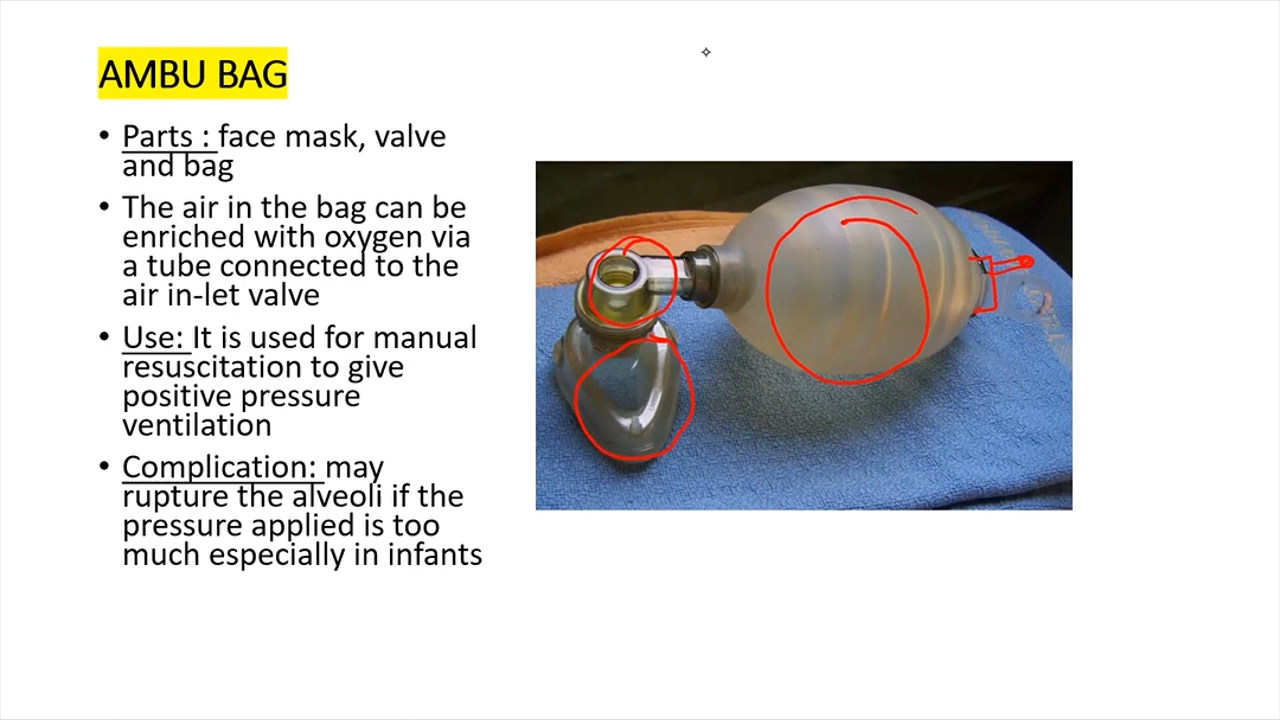 AMBU BAG
• Parts : face mask, valve
and bag
• The air in the bag can be
enriched with oxygen via
a tube connected to the
air in-let valve
• Use: It is used for manual
resuscitation to give
positive pressure
ventilation
• Complication: may
rupture the alveoli if the
pressure applied is too
much especially in infants